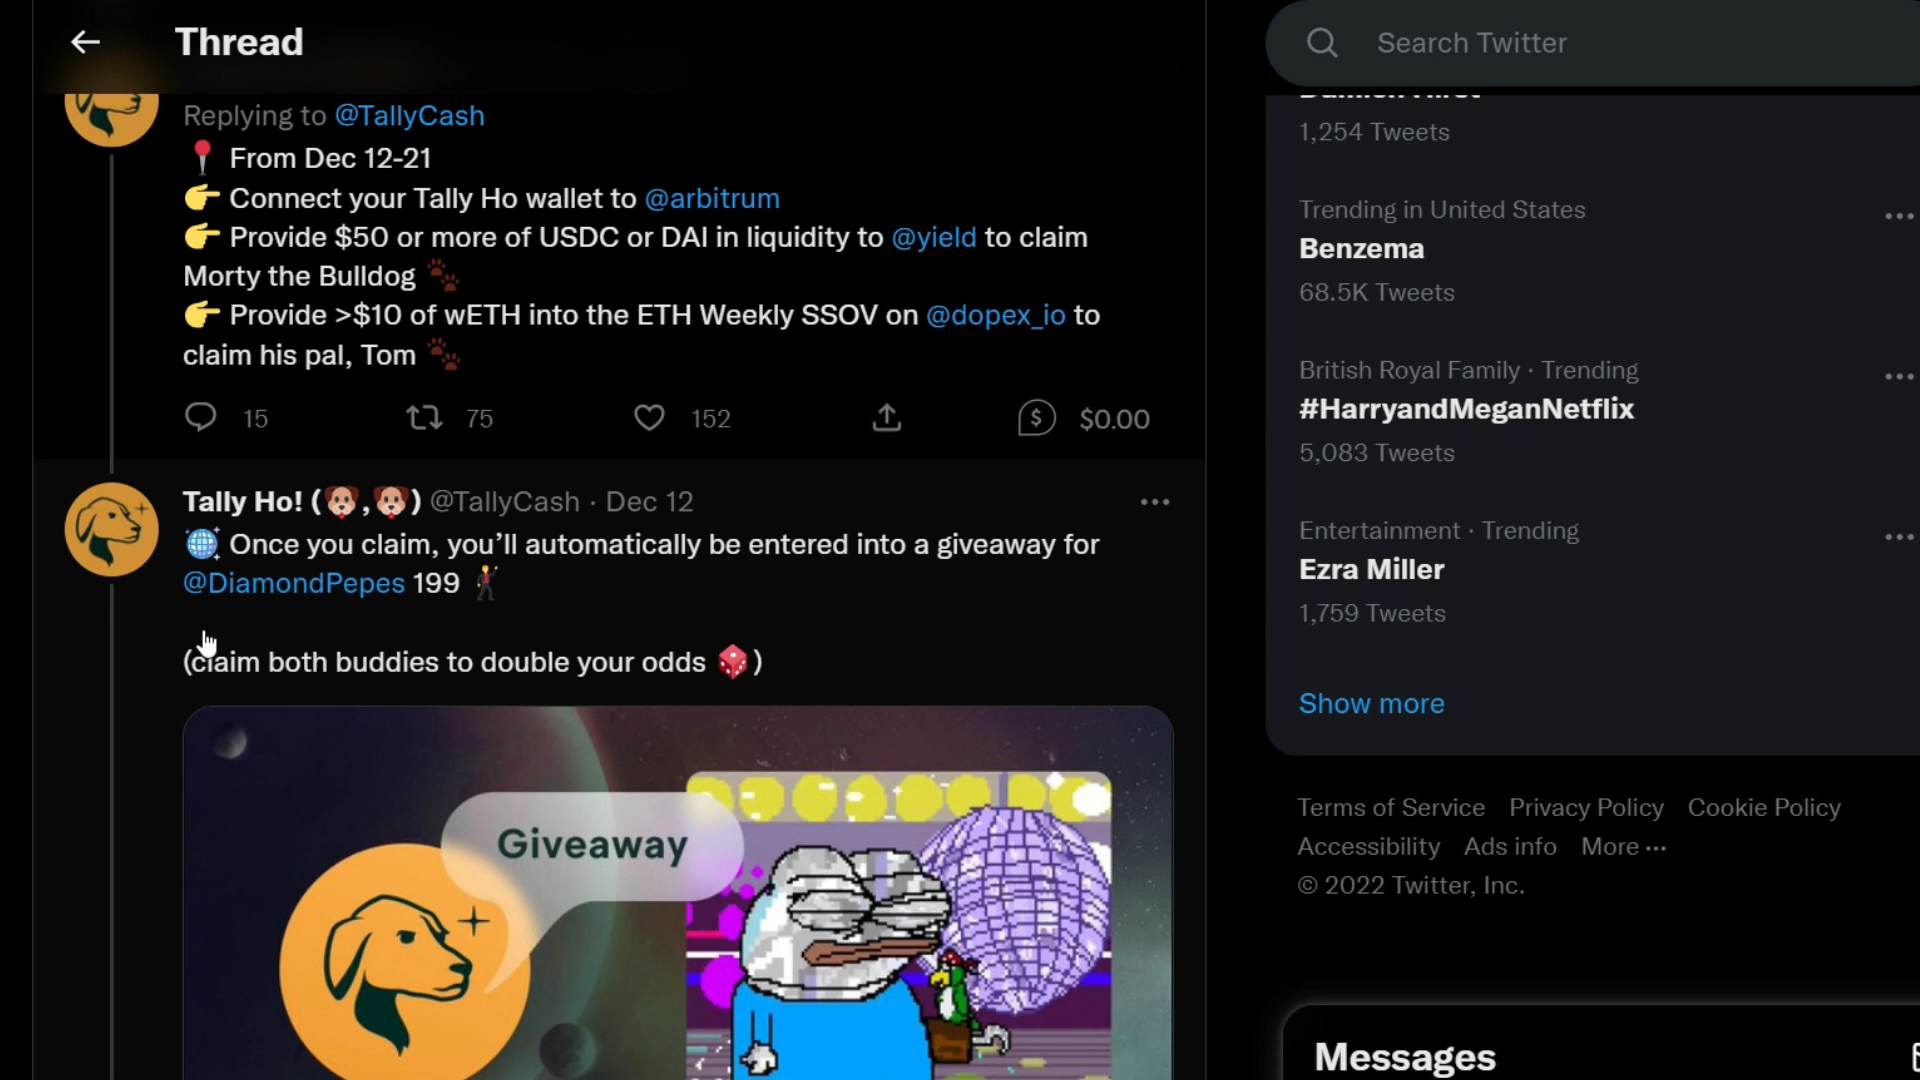 Thread
Replying to @TallyCash
📍 From Dec 12-21
👉 Connect your Tally Ho wallet to @arbitrum
👉 Provide $50 or more of USDC or DAI in liquidity to @yield to claim
Morty the Bulldog 🐾
👉 Provide >$10 of wETH into the ETH Weekly SSOV on @dopex_io to
claim his pal, Tom 🐾
15 75 152 $0.00
Tally Ho! (🐶,🐶) @TallyCash · Dec 12
🪩 Once you claim, you’ll automatically be entered into a giveaway for
@DiamondPepes 199 🕺
(claim both buddies to double your odds 🎲)
Giveaway
Search Twitter
1,254 Tweets
Trending in United States
Benzema
68.5K Tweets
British Royal Family · Trending
#HarryandMeganNetflix
5,083 Tweets
Entertainment · Trending
Ezra Miller
1,759 Tweets
Show more
Terms of Service Privacy Policy Cookie Policy
Accessibility Ads info More ···
© 2022 Twitter, Inc.
Messages